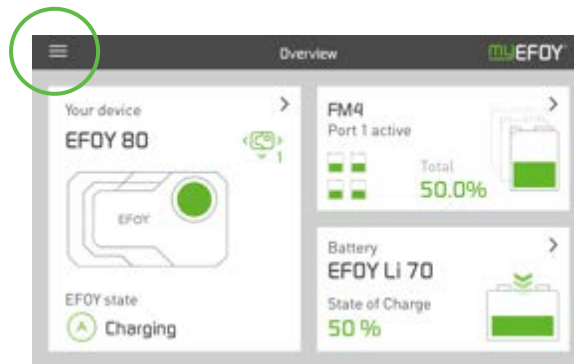 Overview
myEFOY
Your device
EFOY 80
1
EFOY
EFOY state
A Charging
FM4
Port 1 active
Total
50.0%
Battery
EFOY Li 70
State of Charge
50 %